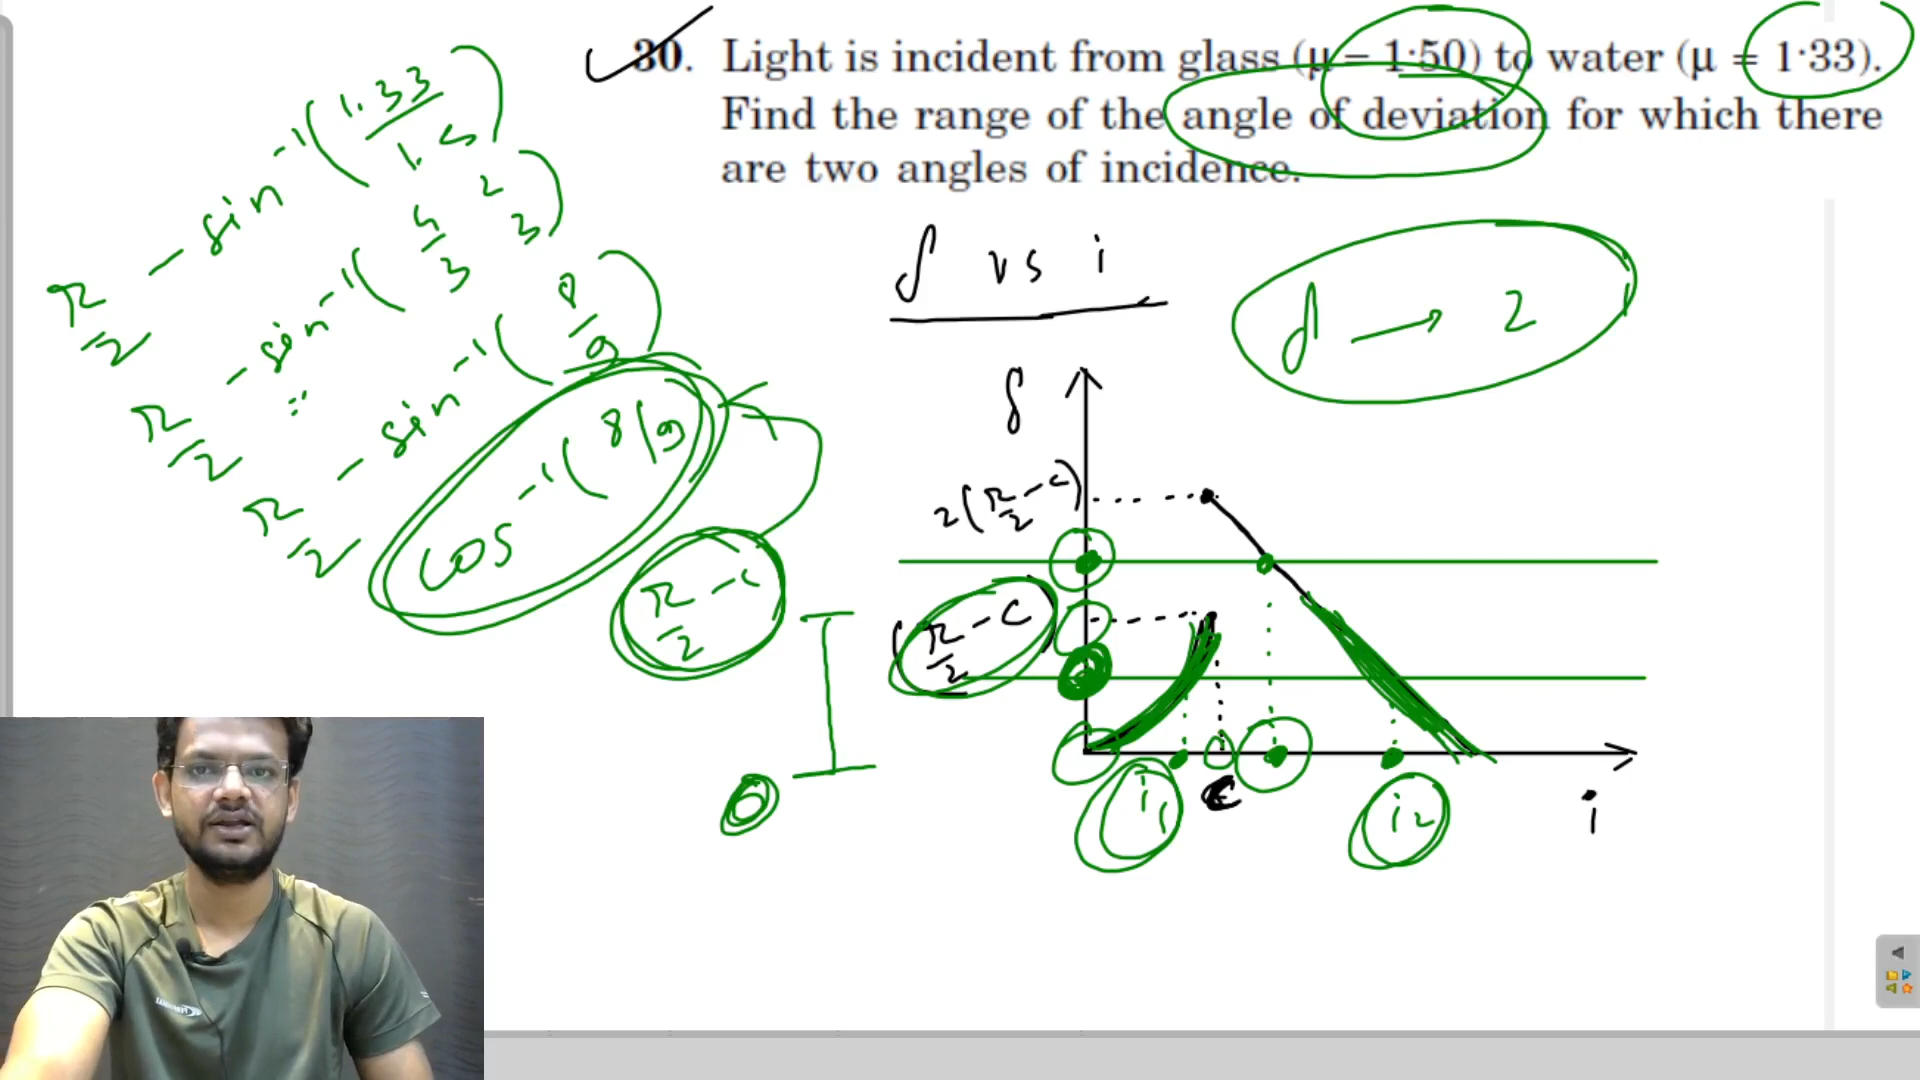 30. Light is incident from glass (μ = 1·50) to water (μ = 1·33).
Find the range of the angle of deviation for which there
are two angles of incidence.
π/2 - sin⁻¹(1.33/1.5)
π/2 - sin⁻¹(4/3 2/3)
π/2 - sin⁻¹(8/9)
cos⁻¹(8/9)
π/2 - c
0
δ vs i
δ → 2
δ
2(π/2 - c)
(π/2 - c)
i₁
c
i₂
i